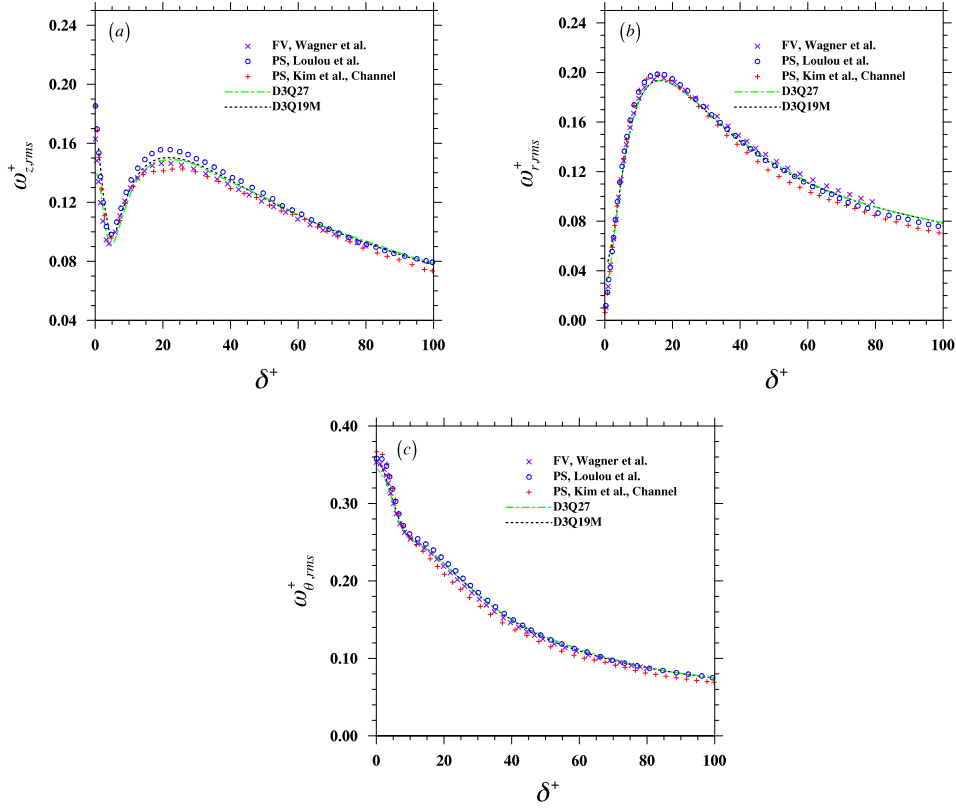 (a)
FV, Wagner et al.
PS, Loulou et al.
PS, Kim et al., Channel
D3Q27
D3Q19M
0.24
0.20
0.16
0.12
0.08
0.04
ω⁺z,rms
0 20 40 60 80 100
δ⁺
(b)
FV, Wagner et al.
PS, Loulou et al.
PS, Kim et al., Channel
D3Q27
D3Q19M
0.24
0.20
0.16
0.12
0.08
0.04
0.00
ω⁺r,rms
0 20 40 60 80 100
δ⁺
(c)
FV, Wagner et al.
PS, Loulou et al.
PS, Kim et al., Channel
D3Q27
D3Q19M
0.40
0.30
0.20
0.10
0.00
ω⁺θ,rms
0 20 40 60 80 100
δ⁺